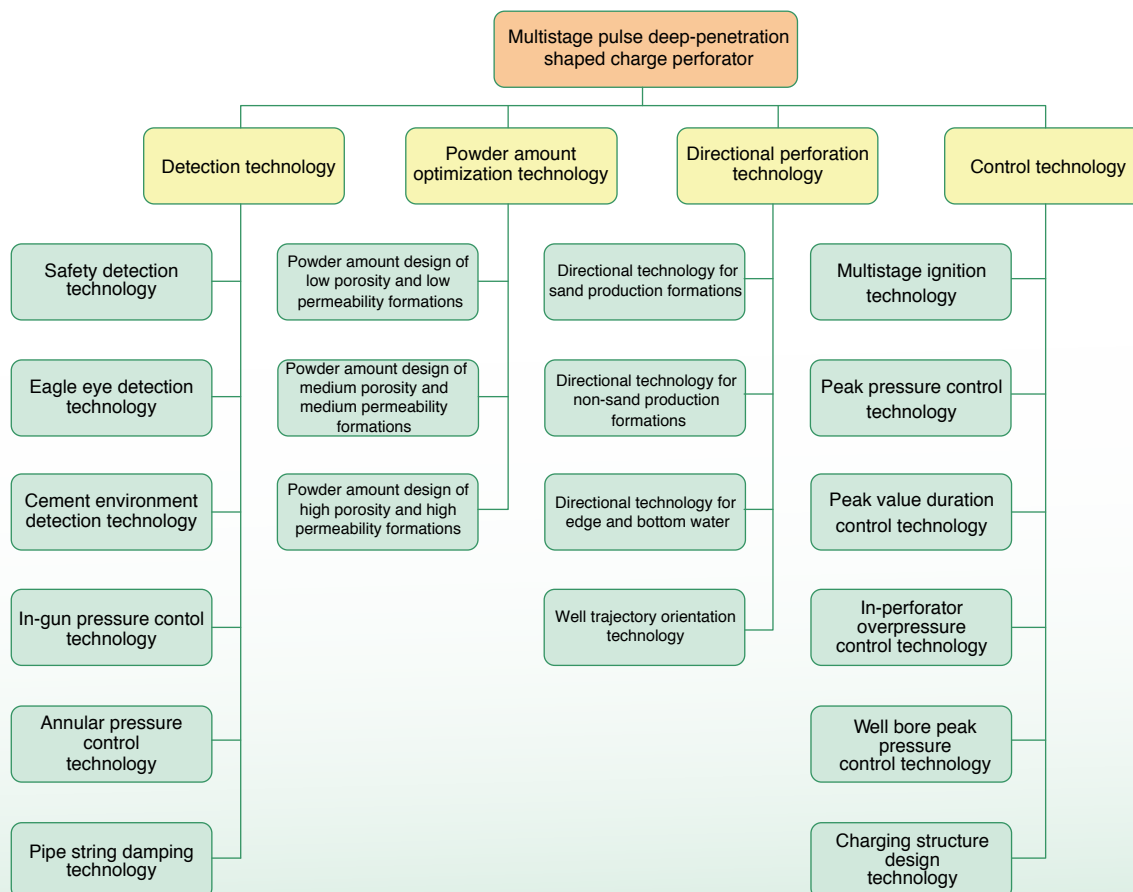 Multistage pulse deep-penetration
shaped charge perforator
Detection technology
Powder amount
optimization technology
Directional perforation
technology
Control technology
Safety detection
technology
Eagle eye detection
technology
Cement environment
detection technology
In-gun pressure contol
technology
Annular pressure
control
technology
Pipe string damping
technology
Powder amount design of
low porosity and low
permeability formations
Powder amount design of
medium porosity and
medium permeability
formations
Powder amount design of
high porosity and high
permeability formations
Directional technology for
sand production formations
Directional technology for
non-sand production
formations
Directional technology for
edge and bottom water
Well trajectory orientation
technology
Multistage ignition
technology
Peak pressure control
technology
Peak value duration
control technology
In-perforator
overpressure
control technology
Well bore peak
pressure
control technology
Charging structure
design
technology